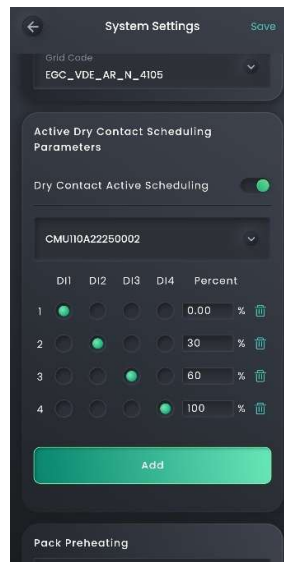 System Settings Save
Grid Code
EGC_VDE_AR_N_4105
Active Dry Contact Scheduling
Parameters
Dry Contact Active Scheduling
CMU110A22250002
DI1 DI2 DI3 DI4 Percent
1 0.00 %
2 30 %
3 60 %
4 100 %
Add
Pack Preheating